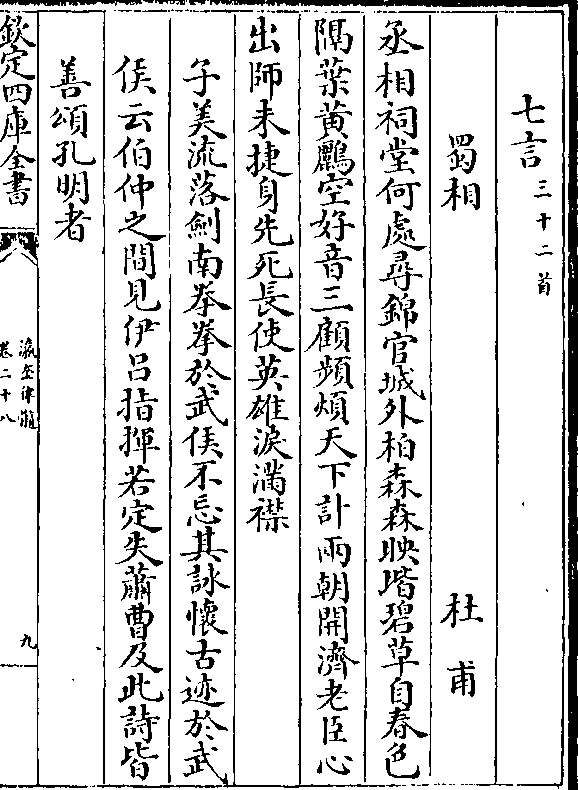 七言三十二首
蜀相 杜甫
丞相祠堂何處尋錦官城外柏森森映堦碧草自春色
隔葉黄鸝空好音三顧頻煩天下計兩朝開濟老臣心
出師未捷身先死長使英雄淚滿襟
子美流落劍南拳拳於武侯不忘其詠懷古迹於武
侯云伯仲之間見伊吕指揮若定失蕭曹及此詩皆
善頌孔明者
欽定四庫全書
瀛奎律髓
卷二十八
九